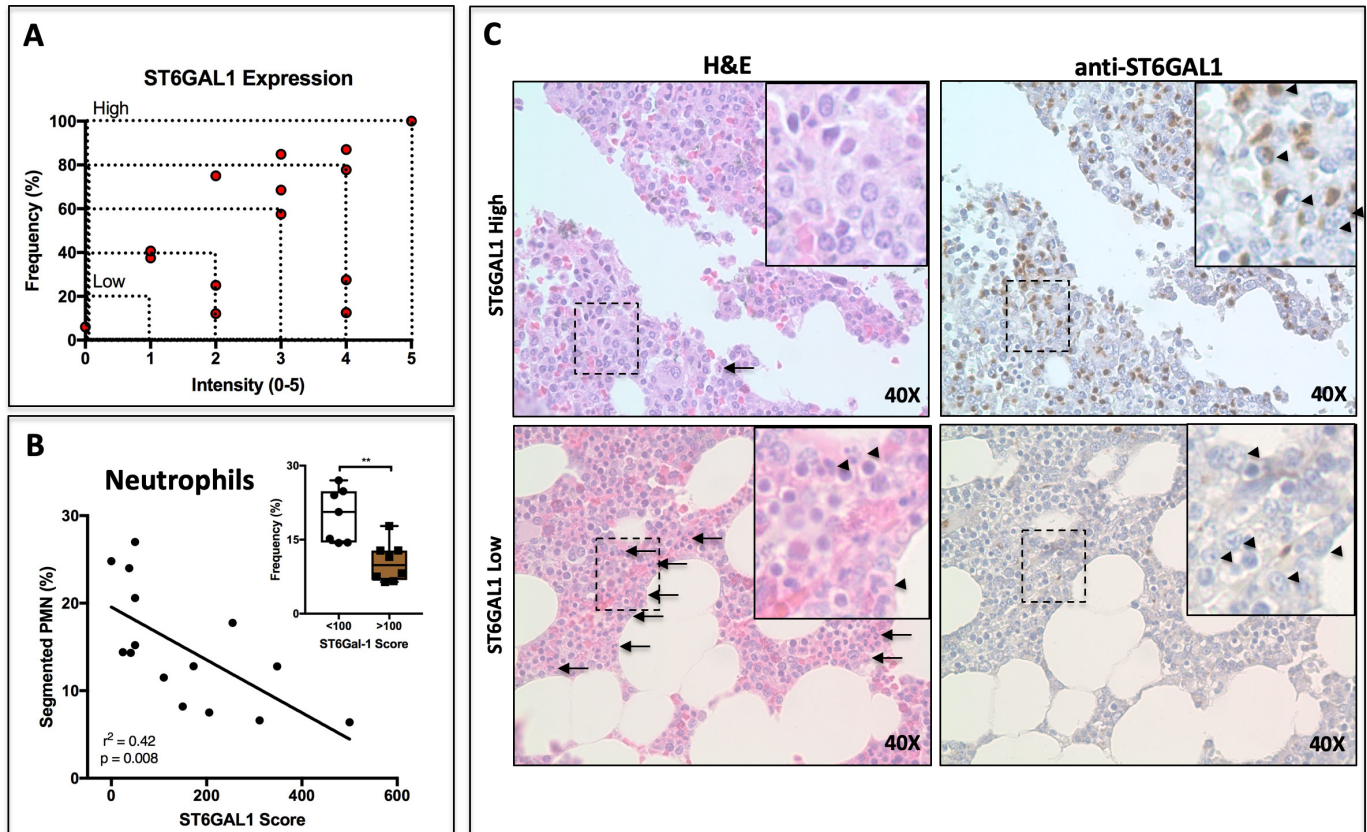 A
ST6GAL1 Expression
High
100
80
60
40
Low
20
0
0 1 2 3 4 5
Frequency (%)
Intensity (0-5)
B
Neutrophils
**
30
15
0
Frequency (%)
<100 >100
ST6Gal-1 Score
30
20
10
0
Segmented PMN (%)
r² = 0.42
p = 0.008
0 200 400 600
ST6GAL1 Score
C
H&E anti-ST6GAL1
ST6GAL1 High
40X 40X
ST6GAL1 Low
40X 40X